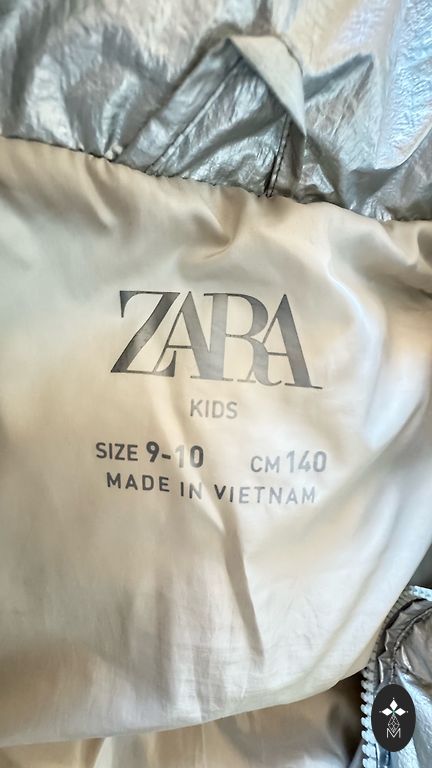 ZARA
KIDS
SIZE 9-10 CM 140
MADE IN VIETNAM
M